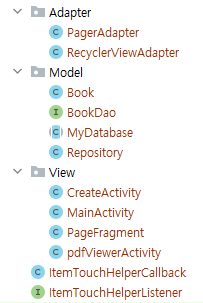 Adapter
PagerAdapter
RecyclerViewAdapter
Model
Book
BookDao
MyDatabase
Repository
View
CreateActivity
MainActivity
PageFragment
pdfViewerActivity
ItemTouchHelperCallback
ItemTouchHelperListener